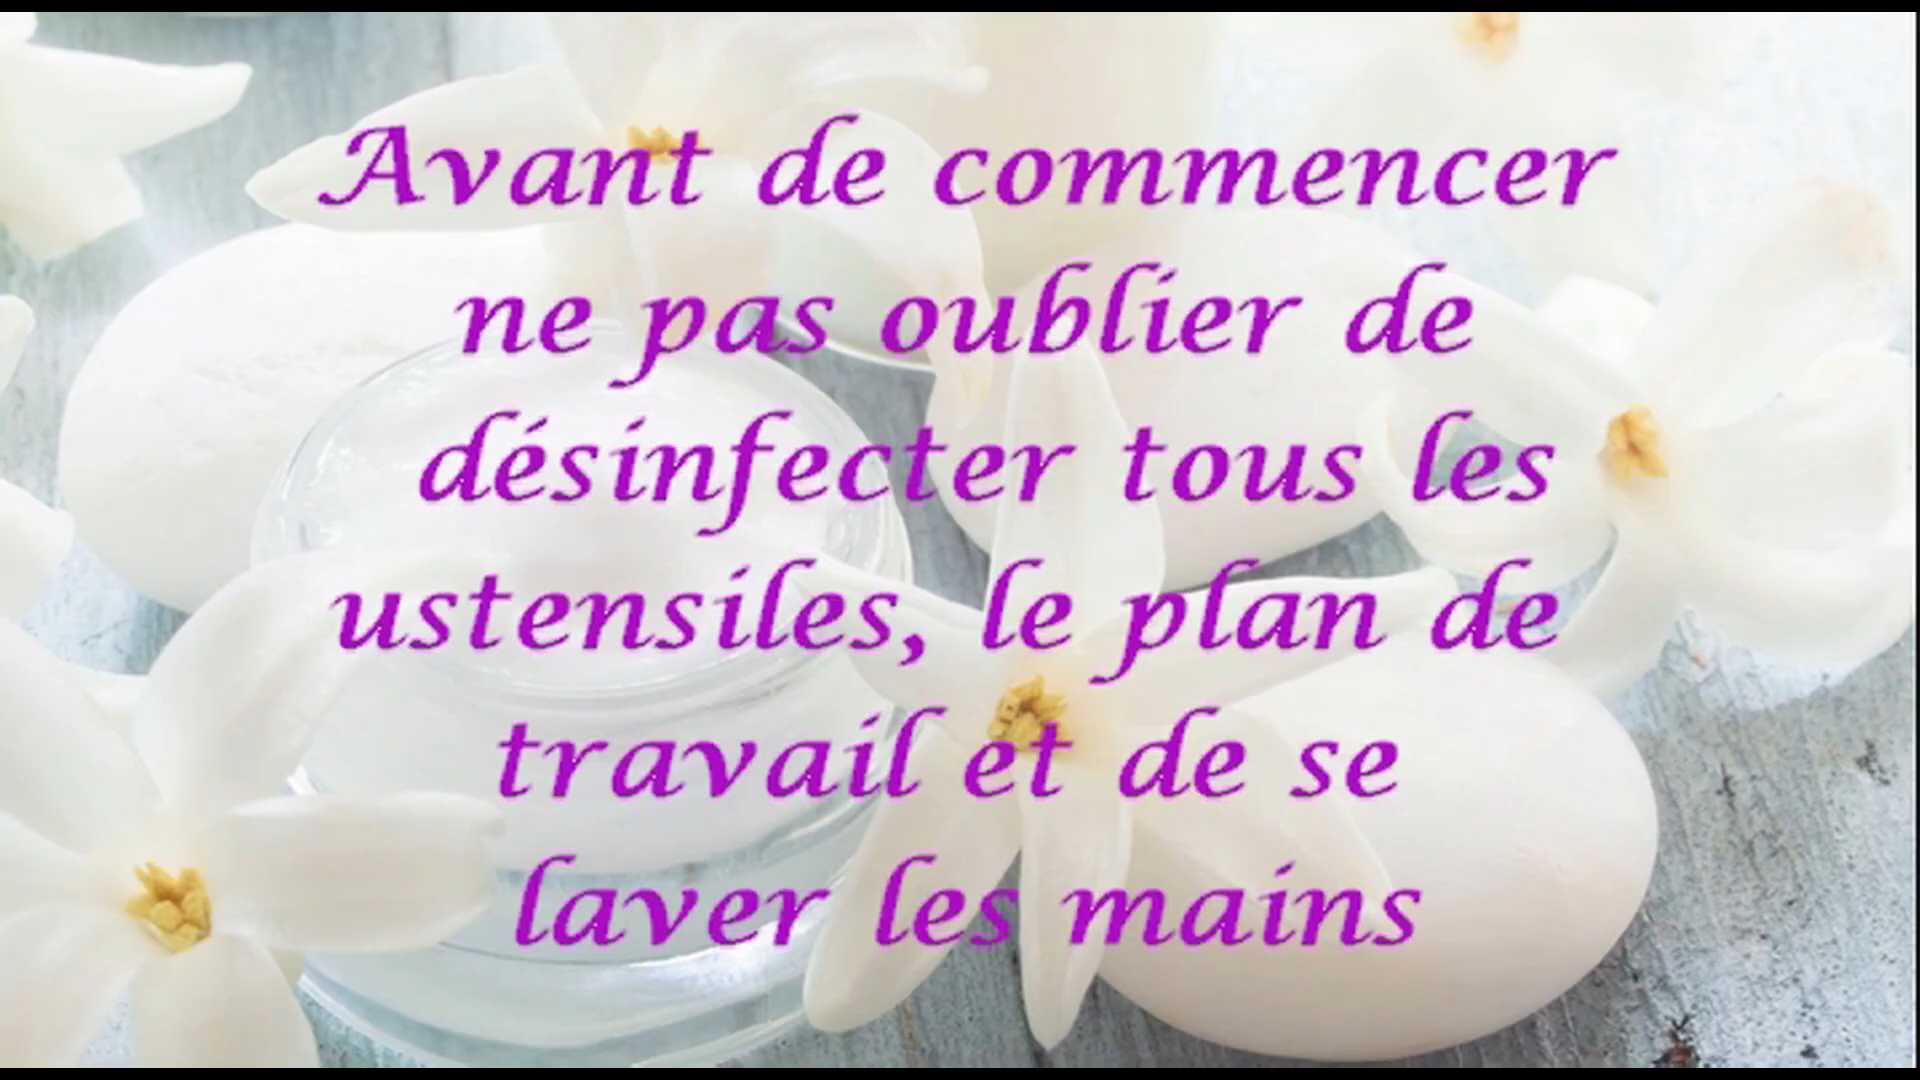 Avant de commencer
ne pas oublier de
désinfecter tous les
ustensiles, le plan de
travail et de se
laver les mains